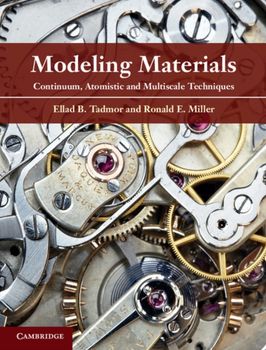 Modeling Materials
Continuum, Atomistic and Multiscale Techniques
Ellad B. Tadmor and Ronald E. Miller
CAMBRIDGE